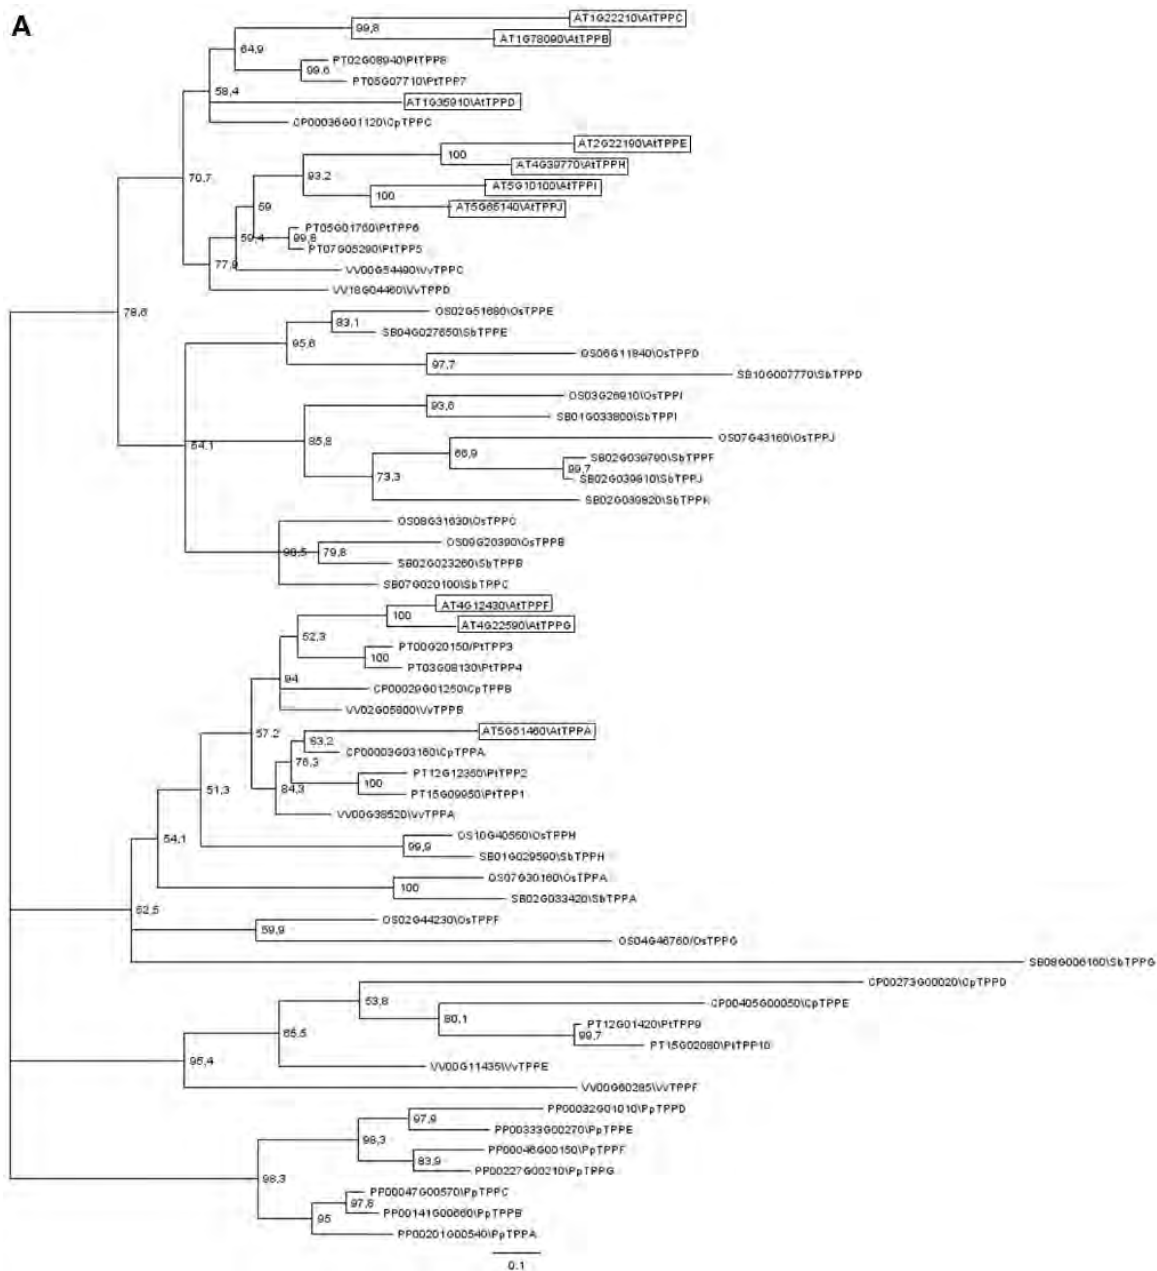 A
AT1G22210\AtTPPC
99,8
AT1G78090\AtTPPB
64,9
PT02G08940\PtTPP8
99,6
PT05G07710\PtTPP7
58,4
AT1G35910\AtTPPD
CP00036G01120\CpTPPC
AT2G22190\AtTPPE
100
AT4G39770\AtTPPH
93,2
70,7
AT5G10100\AtTPPI
100
59
AT5G65140\AtTPPJ
PT05G01760\PtTPP6
59,4
99,8
PT07G05290\PtTPP5
77,9
VV00G54490\VvTPPC
VV18G04460\VvTPPD
78,6
OS02G51680\OsTPPE
83,1
SB04G027650\SbTPPE
95,6
OS06G11840\OsTPPD
97,7
SB10G007770\SbTPPD
OS03G26910\OsTPPI
93,6
SB01G033800\SbTPPI
OS07G43160\OsTPPJ
85,8
64,1
66,9
SB02G039790\SbTPPF
99,7
73,3
SB02G039810\SbTPPJ
SB02G039820\SbTPPK
OS08G31630\OsTPPC
OS09G20390\OsTPPB
98,5
79,8
SB02G023260\SbTPPB
SB07G020100\SbTPPC
AT4G12430\AtTPPF
100
AT4G22590\AtTPPG
52,3
PT00G20150/PtTPP3
100
PT03G08130\PtTPP4
94
CP00029G01250\CpTPPB
VV02G05800\VvTPPB
57,2
AT5G51460\AtTPPA
63,2
CP00003G03160\CpTPPA
76,3
PT12G12360\PtTPP2
84,3
100
51,3
PT15G09950\PtTPP1
VV00G38520\VvTPPA
54,1
OS10G40550\OsTPPH
99,9
SB01G029590\SbTPPH
OS07G30160\OsTPPA
100
SB02G033420\SbTPPA
62,5
OS02G44230\OsTPPF
59,9
OS04G46760/OsTPPG
SB08G006160\SbTPPG
CP00273G00020\CpTPPD
53,8
CP00405G00050\CpTPPE
80,1
PT12G01420\PtTPP9
65,5
99,7
PT15G02080\PtTPP10
95,4
VV00G11435\VvTPPE
VV00G60285\VvTPPF
PP00032G01010\PpTPPD
97,9
PP00333G00270\PpTPPE
98,3
PP00046G00150\PpTPPF
83,9
PP00227G00210\PpTPPG
98,3
PP00047G00570\PpTPPC
97,8
PP00141G00660\PpTPPB
95
PP00201G00540\PpTPPA
0.1